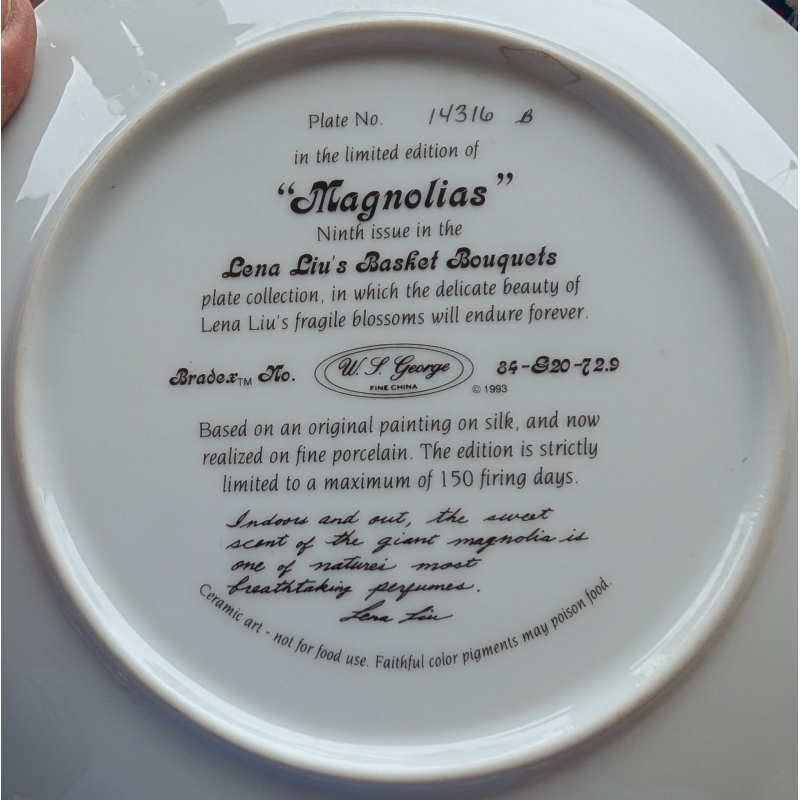 Plate No. 14316 B
in the limited edition of
“Magnolias”
Ninth issue in the
Lena Liu's Basket Bouquets
plate collection, in which the delicate beauty of
Lena Liu's fragile blossoms will endure forever.
Bradex™ No. W. S. George FINE CHINA © 1993 84-G20-72.9
Based on an original painting on silk, and now
realized on fine porcelain. The edition is strictly
limited to a maximum of 150 firing days.
Indoors and out, the sweet
scent of the giant magnolia is
one of nature's most
breathtaking perfumes.
Lena Liu
Ceramic art - not for food use. Faithful color pigments may poison food.